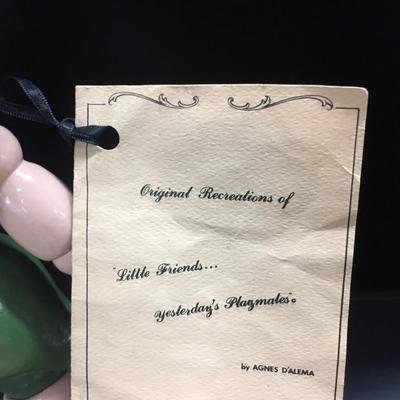 Original Recreations of
"Little Friends...
Yesterday's Playmates"©
by AGNES D'ALEMA